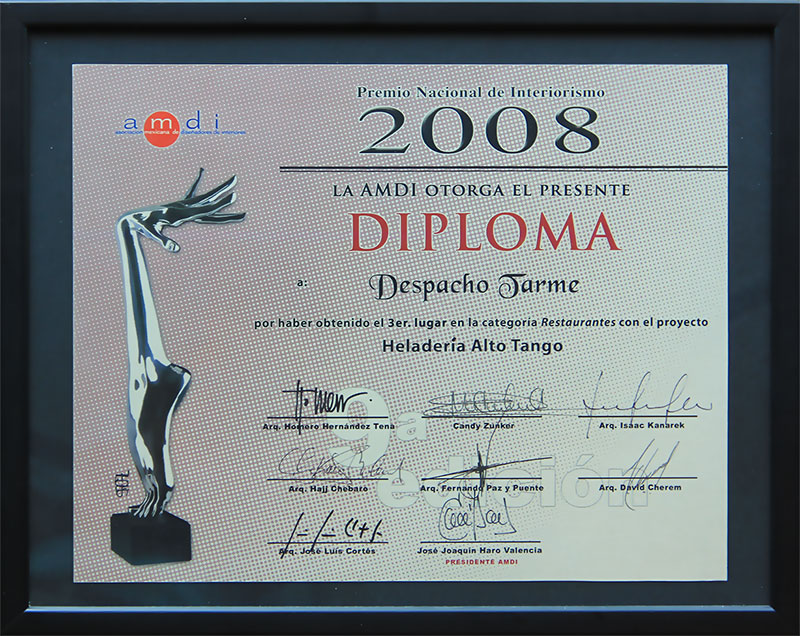 Premio Nacional de Interiorismo
2008
amdi
asociación mexicana de diseñadores de interiores
LA AMDI OTORGA EL PRESENTE
DIPLOMA
a: Despacho Tarme
por haber obtenido el 3er. lugar en la categoría Restaurantes con el proyecto
Heladería Alto Tango
9a
edición
Arq. Homero Hernández Tena Candy Zunker Arq. Isaac Kanarek
Arq. Hajj Chebaro Arq. Fernando Paz y Puente Arq. David Cherem
Arq. José Luis Cortés José Joaquín Haro Valencia
PRESIDENTE AMDI